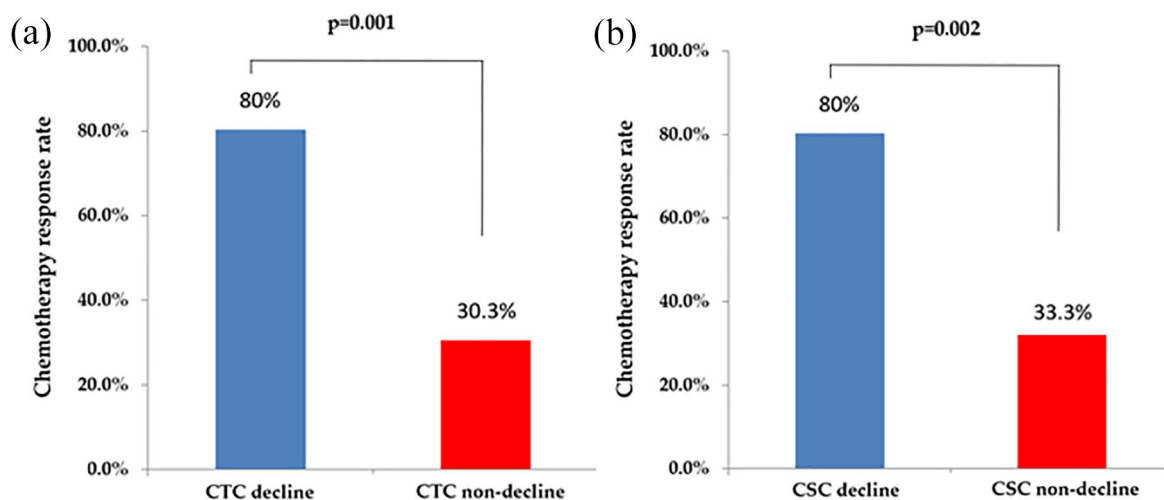 (a)
p=0.001
100.0%
80.0%
60.0%
40.0%
20.0%
0.0%
Chemotherapy response rate
80%
30.3%
CTC decline
CTC non-decline
(b)
p=0.002
100.0%
80.0%
60.0%
40.0%
20.0%
0.0%
Chemotherapy response rate
80%
33.3%
CSC decline
CSC non-decline